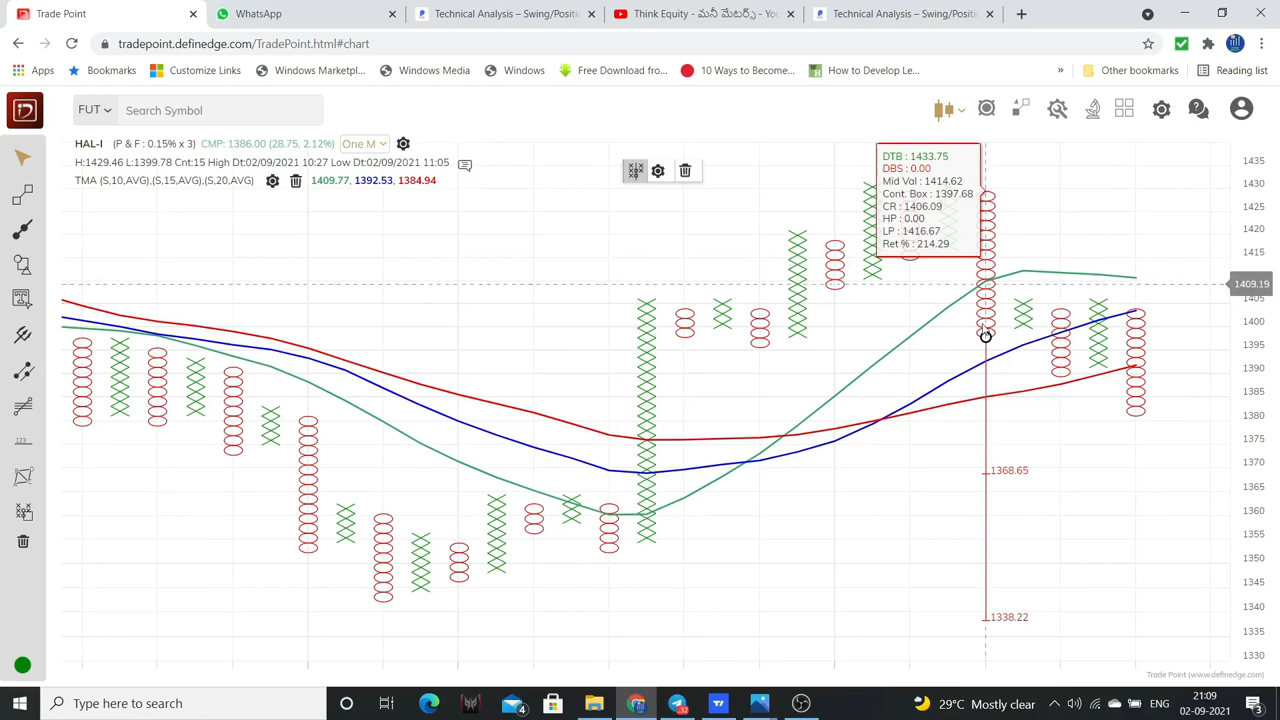 Trade Point
WhatsApp
Technical Analysis – Swing/Positi
Think Equity - మనీ మేటర్స్ - Yo
Technical Analysis – Swing/Positi
tradepoint.definedge.com/TradePoint.html#chart
Apps
Bookmarks
Customize Links
Windows Marketpl...
Windows Media
Windows
Free Download fro...
10 Ways to Become...
How to Develop Le...
»
Other bookmarks
Reading list
FUT
Search Symbol
HAL-I (P & F : 0.15% x 3) CMP: 1386.00 (28.75, 2.12%) One M
H:1429.46 L:1399.78 Cnt:15 High Dt:02/09/2021 10:27 Low Dt:02/09/2021 11:05
TMA (S,10,AVG).(S,15,AVG).(S,20,AVG) 1409.77, 1392.53, 1384.94
DTB : 1433.75
DBS : 0.00
Mid Val : 1414.62
Cont. Box : 1397.68
CR : 1406.09
HP : 0.00
LP : 1416.67
Ret % : 214.29
1435
1430
1425
1420
1415
1409.19
1405
1400
1395
1390
1385
1380
1375
1370
1365
1360
1355
1350
1345
1340
1335
1330
1368.65
1338.22
123
Trade Point (www.definedge.com)
Type here to search
4
32
29°C Mostly clear
ENG
21:09
02-09-2021
3